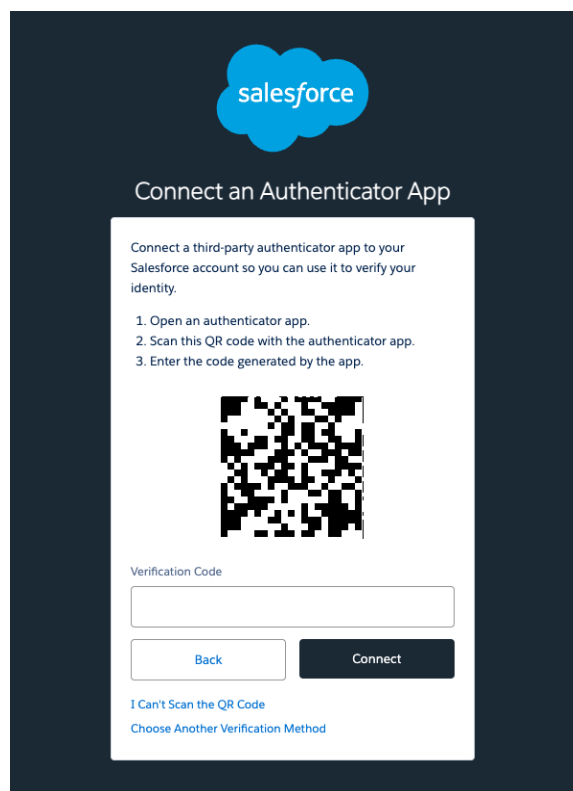 salesforce
Connect an Authenticator App
Connect a third-party authenticator app to your
Salesforce account so you can use it to verify your
identity.
1. Open an authenticator app.
2. Scan this QR code with the authenticator app.
3. Enter the code generated by the app.
Verification Code
Back
Connect
I Can't Scan the QR Code
Choose Another Verification Method